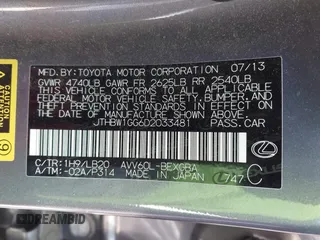 MFD. BY: TOYOTA MOTOR CORPORATION 07/13
GVWR 4740LB GAWR FR 2625LB RR 2540LB
THIS VEHICLE CONFORMS TO ALL APPLICABLE
FEDERAL MOTOR VEHICLE SAFETY, BUMPER, AND
THEFT PREVENTION STANDARDS IN EFFECT ON
THE DATE OF MANUFACTURE SHOWN ABOVE.
JTHBW1GG6D2033481 PASS. CAR
C/TR:1H9/LB20 AVV60L-BEXGBA
A/TM:-02A/P314 MADE IN JAPAN
L747C
CAUTION
DREAMBID